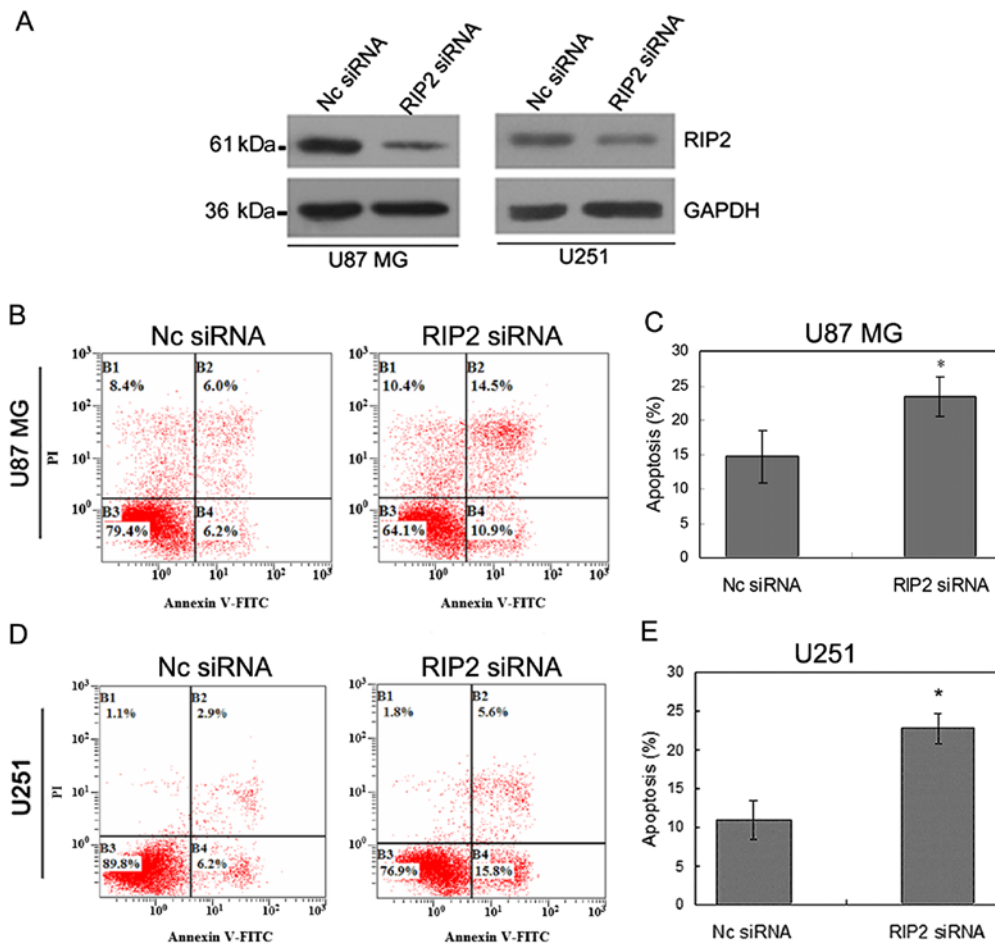 A
Nc siRNA
RIP2 siRNA
Nc siRNA
RIP2 siRNA
61 kDa
RIP2
36 kDa
GAPDH
U87 MG
U251
B
Nc siRNA
RIP2 siRNA
U87 MG
PI
10³
10²
10¹
10⁰
B1
8.4%
B2
6.0%
B3
79.4%
B4
6.2%
10⁰ 10¹ 10² 10³
Annexin V-FITC
10³
10²
10¹
10⁰
B1
10.4%
B2
14.5%
B3
64.1%
B4
10.9%
10⁰ 10¹ 10² 10³
Annexin V-FITC
C
U87 MG
Apoptosis (%)
30
25
20
15
10
5
0
*
Nc siRNA
RIP2 siRNA
D
Nc siRNA
RIP2 siRNA
U251
PI
10³
10²
10¹
10⁰
B1
1.1%
B2
2.9%
B3
89.8%
B4
6.2%
10⁰ 10¹ 10² 10³
Annexin V-FITC
10³
10²
10¹
10⁰
B1
1.8%
B2
5.6%
B3
76.9%
B4
15.8%
10⁰ 10¹ 10² 10³
Annexin V-FITC
E
U251
Apoptosis (%)
30
25
20
15
10
5
0
*
Nc siRNA
RIP2 siRNA